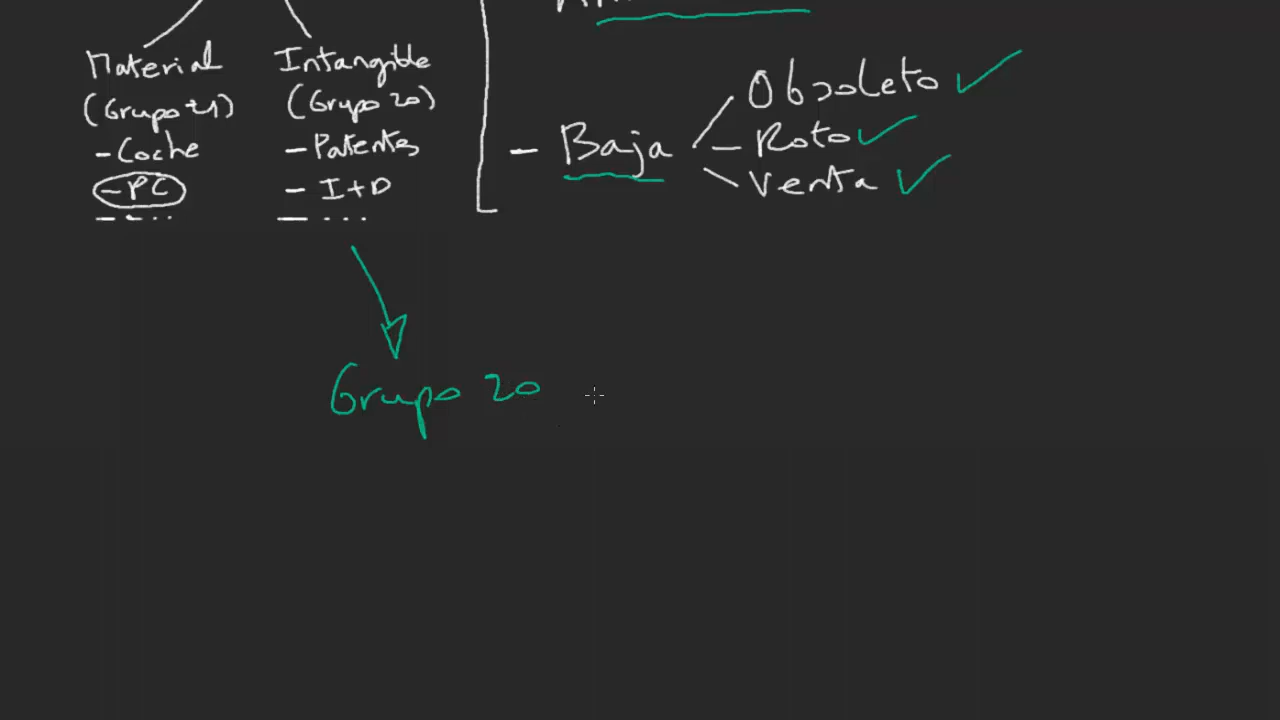 Material
(Grupo 21)
- Coche
- PC
- ...
Intangible
(Grupo 20)
- Patentes
- I+D
- ...
- Baja
Obsoleto ✓
- Roto ✓
Venta ✓
Grupo 20